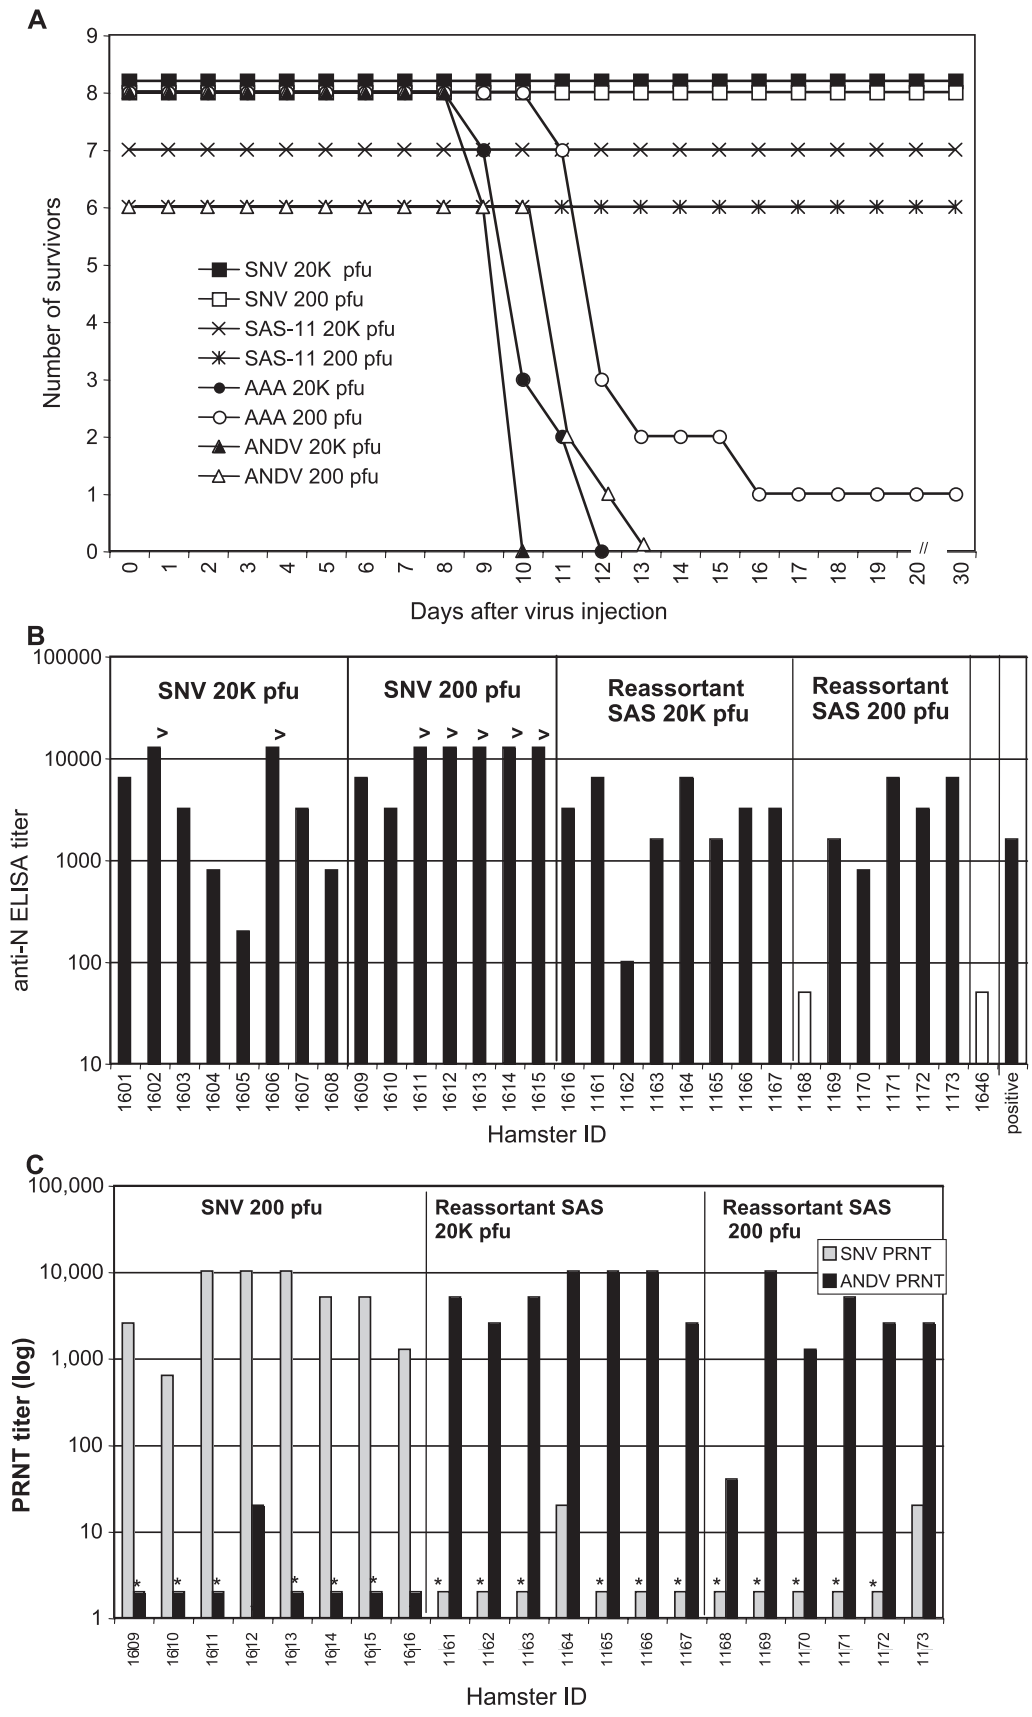 A
9
8
7
6
5
4
3
2
1
0
Number of survivors
SNV 20K pfu
SNV 200 pfu
SAS-11 20K pfu
SAS-11 200 pfu
AAA 20K pfu
AAA 200 pfu
ANDV 20K pfu
ANDV 200 pfu
0 1 2 3 4 5 6 7 8 9 10 11 12 13 14 15 16 17 18 19 20 // 30
Days after virus injection
B
100000
10000
1000
100
10
anti-N ELISA titer
SNV 20K pfu
SNV 200 pfu
Reassortant
SAS 20K pfu
Reassortant
SAS 200 pfu
> > > > > > >
1601 1602 1603 1604 1605 1606 1607 1608 1609 1610 1611 1612 1613 1614 1615 1616 1161 1162 1163 1164 1165 1166 1167 1168 1169 1170 1171 1172 1173 1646 positive
Hamster ID
C
100,000
10,000
1,000
100
10
1
PRNT titer (log)
SNV 200 pfu
Reassortant SAS
20K pfu
Reassortant SAS
200 pfu
SNV PRNT
ANDV PRNT
* * * * * * * * * * * * * * * * * *
1609 1610 1611 1612 1613 1614 1615 1616 1161 1162 1163 1164 1165 1166 1167 1168 1169 1170 1171 1172 1173
Hamster ID